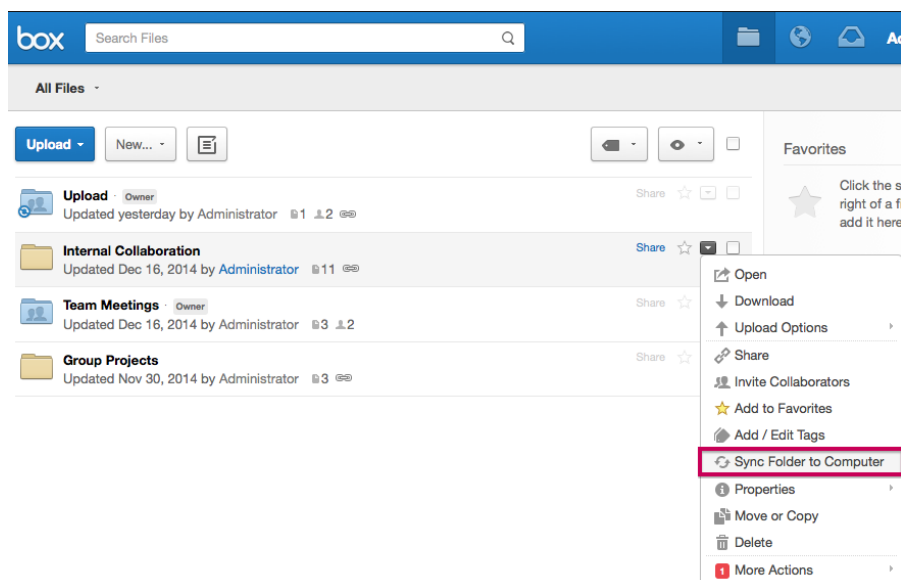 box
Search Files
Ad
All Files
Upload
New...
Favorites
Click the s
right of a fi
add it here
Upload · Owner
Share
Updated yesterday by Administrator 1 2
Internal Collaboration
Share
Updated Dec 16, 2014 by Administrator 11
Team Meetings · Owner
Share
Updated Dec 16, 2014 by Administrator 3 2
Group Projects
Share
Updated Nov 30, 2014 by Administrator 3
Open
Download
Upload Options
Share
Invite Collaborators
Add to Favorites
Add / Edit Tags
Sync Folder to Computer
Properties
Move or Copy
Delete
1 More Actions